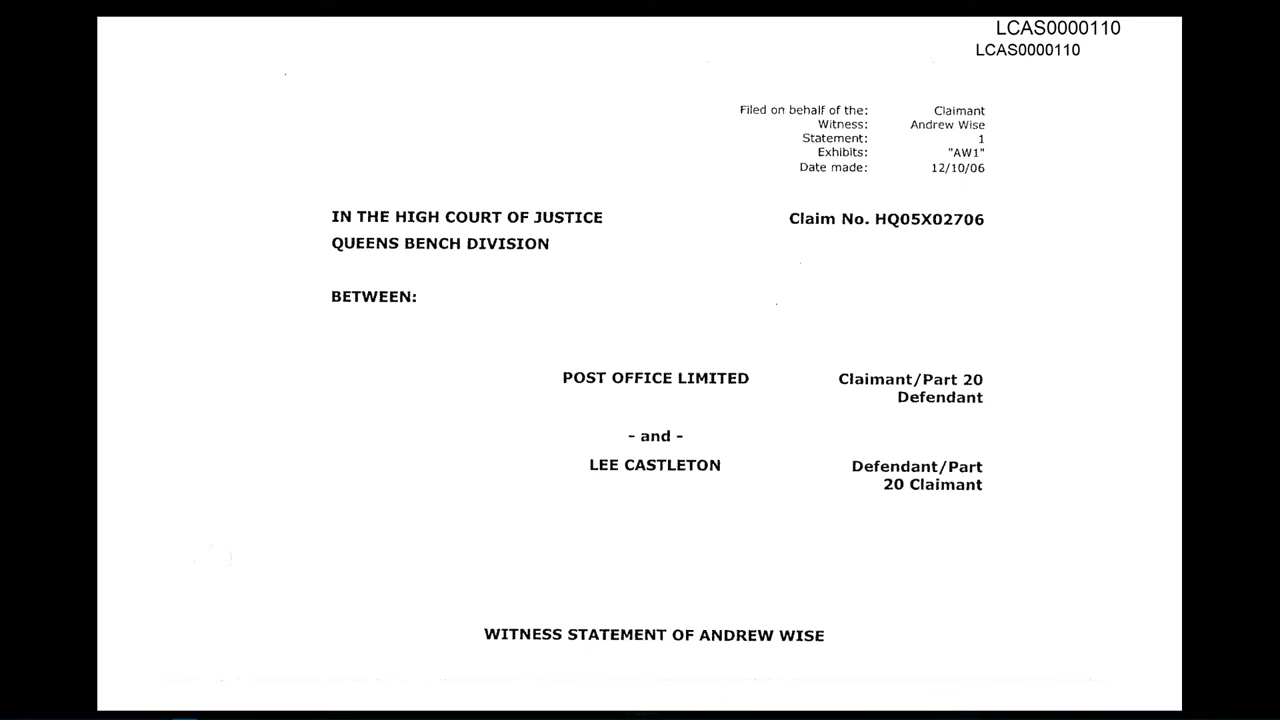 LCAS0000110
LCAS0000110
Filed on behalf of the: Claimant
Witness: Andrew Wise
Statement: 1
Exhibits: "AW1"
Date made: 12/10/06
IN THE HIGH COURT OF JUSTICE Claim No. HQ05X02706
QUEENS BENCH DIVISION
BETWEEN:
POST OFFICE LIMITED Claimant/Part 20
Defendant
- and -
LEE CASTLETON Defendant/Part
20 Claimant
WITNESS STATEMENT OF ANDREW WISE